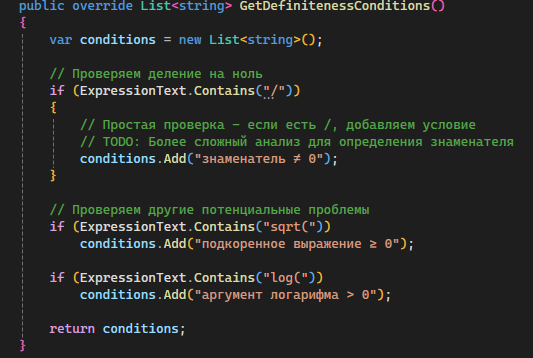 public override List<string> GetDefinitenessConditions()
{
var conditions = new List<string>();
// Проверяем деление на ноль
if (ExpressionText.Contains("/"))
{
// Простая проверка - если есть /, добавляем условие
// TODO: Более сложный анализ для определения знаменателя
conditions.Add("знаменатель ≠ 0");
}
// Проверяем другие потенциальные проблемы
if (ExpressionText.Contains("sqrt("))
conditions.Add("подкоренное выражение ≥ 0");
if (ExpressionText.Contains("log("))
conditions.Add("аргумент логарифма > 0");
return conditions;
}